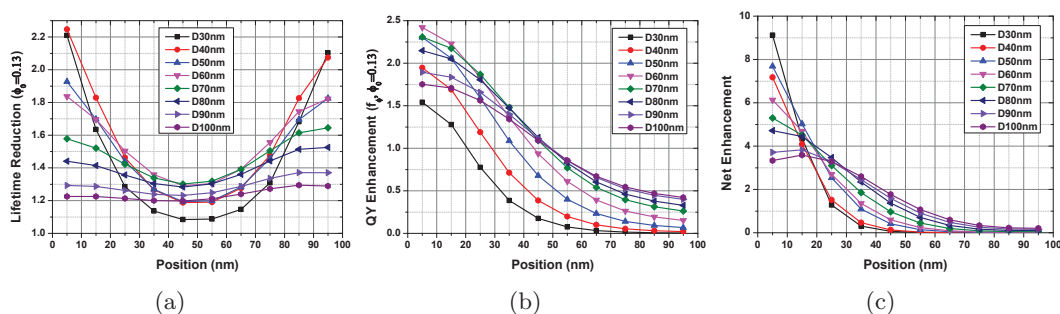 Lifetime Reduction (ϕ₀=0.13)
2.2
2.0
1.8
1.6
1.4
1.2
1.0
D30nm
D40nm
D50nm
D60nm
D70nm
D80nm
D90nm
D100nm
0 10 20 30 40 50 60 70 80 90 100
Position (nm)
(a)
QY Enhancement (fϕ, ϕ₀=0.13)
2.5
2.0
1.5
1.0
0.5
0.0
D30nm
D40nm
D50nm
D60nm
D70nm
D80nm
D90nm
D100nm
0 10 20 30 40 50 60 70 80 90 100
Position (nm)
(b)
Net Enhancement
10
8
6
4
2
0
D30nm
D40nm
D50nm
D60nm
D70nm
D80nm
D90nm
D100nm
0 10 20 30 40 50 60 70 80 90 100
Position (nm)
(c)